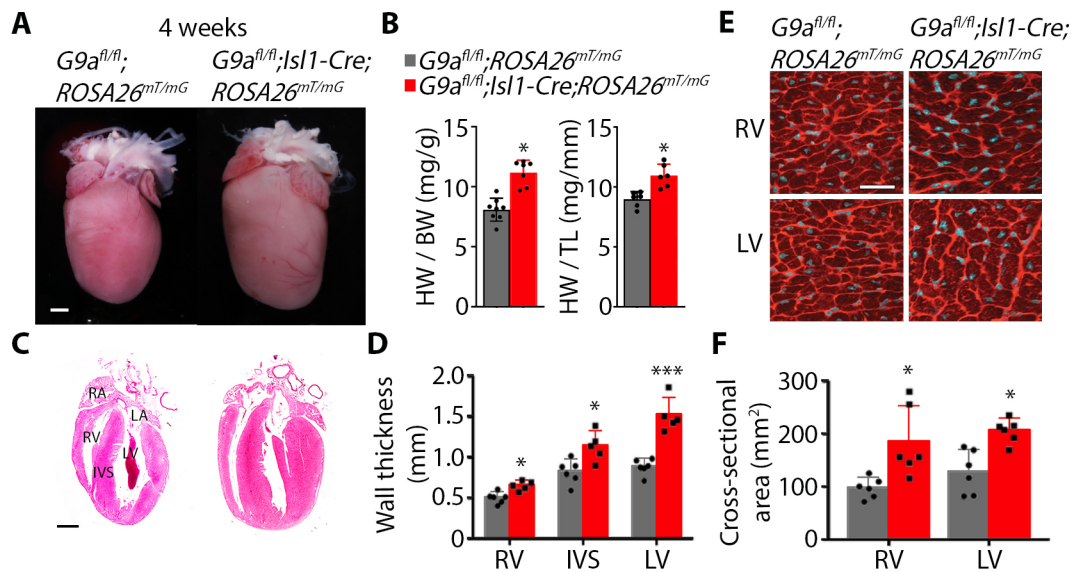 A
4 weeks
G9a^fl/fl;
ROSA26^mT/mG
G9a^fl/fl;Isl1-Cre;
ROSA26^mT/mG
B
G9a^fl/fl;ROSA26^mT/mG
G9a^fl/fl;Isl1-Cre;ROSA26^mT/mG
HW / BW (mg/g)
15
10
5
0
*
HW / TL (mg/mm)
15
10
5
0
*
C
RA
LA
RV
LV
IVS
D
Wall thickness
(mm)
2.0
1.5
1.0
0.5
0
*
*
***
RV IVS LV
E
G9a^fl/fl;
ROSA26^mT/mG
G9a^fl/fl;Isl1-Cre;
ROSA26^mT/mG
RV
LV
F
Cross-sectional
area (mm²)
300
200
100
0
*
*
RV LV